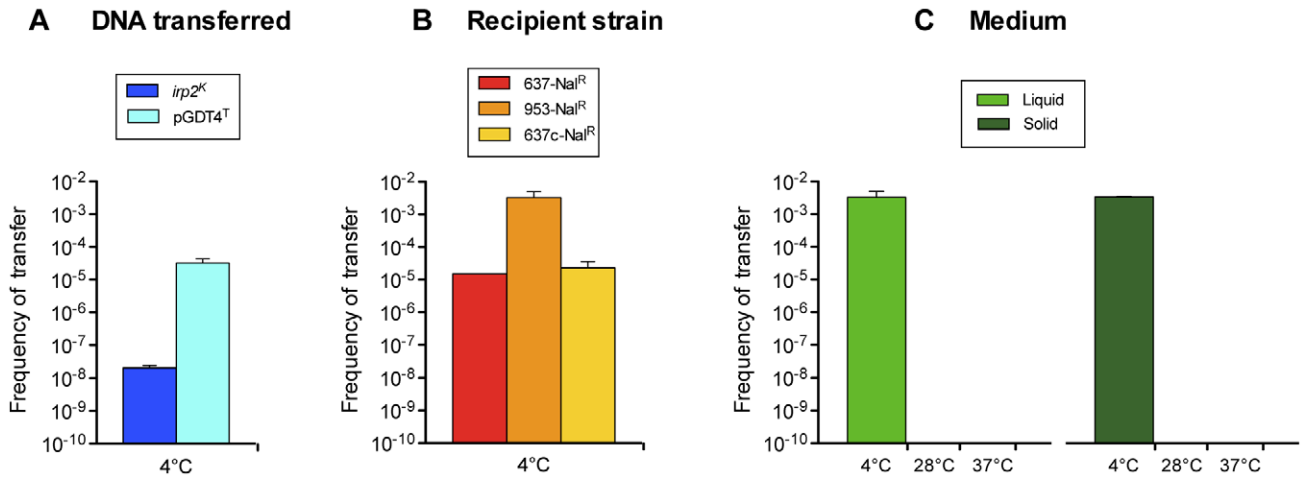 A DNA transferred
irp2ᴷ
pGDT4ᵀ
Frequency of transfer
10⁻²
10⁻³
10⁻⁴
10⁻⁵
10⁻⁶
10⁻⁷
10⁻⁸
10⁻⁹
10⁻¹⁰
4°C
B Recipient strain
637-Nalᴿ
953-Nalᴿ
637c-Nalᴿ
Frequency of transfer
10⁻²
10⁻³
10⁻⁴
10⁻⁵
10⁻⁶
10⁻⁷
10⁻⁸
10⁻⁹
10⁻¹⁰
4°C
C Medium
Liquid
Solid
Frequency of transfer
10⁻²
10⁻³
10⁻⁴
10⁻⁵
10⁻⁶
10⁻⁷
10⁻⁸
10⁻⁹
10⁻¹⁰
4°C 28°C 37°C 4°C 28°C 37°C